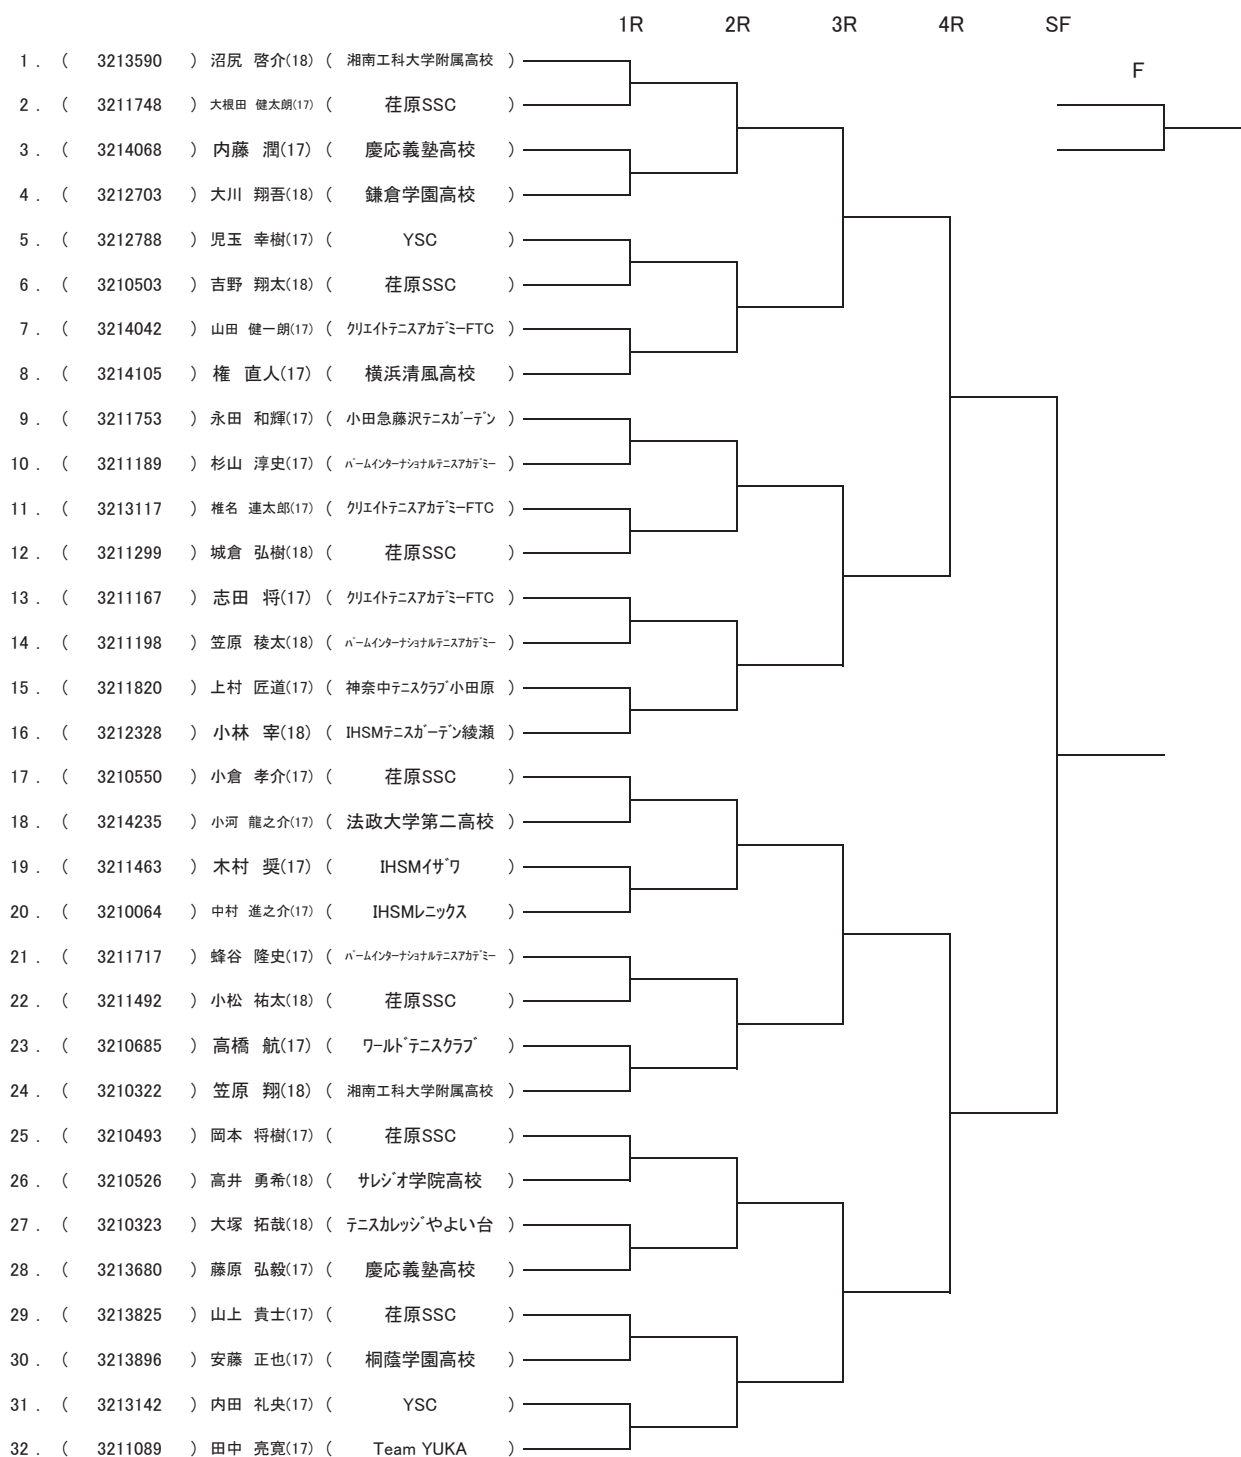 1R 2R 3R 4R SF
F
1 . ( 3213590 ) 沼尻 啓介(18) ( 湘南工科大学附属高校 )
2 . ( 3211748 ) 大根田 健太朗(17) ( 荏原SSC )
3 . ( 3214068 ) 内藤 潤(17) ( 慶応義塾高校 )
4 . ( 3212703 ) 大川 翔吾(18) ( 鎌倉学園高校 )
5 . ( 3212788 ) 児玉 幸樹(17) ( YSC )
6 . ( 3210503 ) 吉野 翔太(18) ( 荏原SSC )
7 . ( 3214042 ) 山田 健一朗(17) ( ｸﾘｴｲﾄﾃﾆｽｱｶﾃﾞﾐｰFTC )
8 . ( 3214105 ) 権 直人(17) ( 横浜清風高校 )
9 . ( 3211753 ) 永田 和輝(17) ( 小田急藤沢ﾃﾆｽｶﾞｰﾃﾞﾝ )
10 . ( 3211189 ) 杉山 淳史(17) ( ﾊﾟｰﾑｲﾝﾀｰﾅｼｮﾅﾙﾃﾆｽｱｶﾃﾞﾐｰ )
11 . ( 3213117 ) 椎名 連太郎(17) ( ｸﾘｴｲﾄﾃﾆｽｱｶﾃﾞﾐｰFTC )
12 . ( 3211299 ) 城倉 弘樹(18) ( 荏原SSC )
13 . ( 3211167 ) 志田 将(17) ( ｸﾘｴｲﾄﾃﾆｽｱｶﾃﾞﾐｰFTC )
14 . ( 3211198 ) 笠原 稜太(18) ( ﾊﾟｰﾑｲﾝﾀｰﾅｼｮﾅﾙﾃﾆｽｱｶﾃﾞﾐｰ )
15 . ( 3211820 ) 上村 匠道(17) ( 神奈中ﾃﾆｽｸﾗﾌﾞ小田原 )
16 . ( 3212328 ) 小林 宰(18) ( IHSMﾃﾆｽｶﾞｰﾃﾞﾝ綾瀬 )
17 . ( 3210550 ) 小倉 孝介(17) ( 荏原SSC )
18 . ( 3214235 ) 小河 龍之介(17) ( 法政大学第二高校 )
19 . ( 3211463 ) 木村 奨(17) ( IHSMｲｻﾞﾜ )
20 . ( 3210064 ) 中村 進之介(17) ( IHSMﾚﾆｯｸｽ )
21 . ( 3211717 ) 蜂谷 隆史(17) ( ﾊﾟｰﾑｲﾝﾀｰﾅｼｮﾅﾙﾃﾆｽｱｶﾃﾞﾐｰ )
22 . ( 3211492 ) 小松 祐太(18) ( 荏原SSC )
23 . ( 3210685 ) 高橋 航(17) ( ﾜｰﾙﾄﾞﾃﾆｽｸﾗﾌﾞ )
24 . ( 3210322 ) 笠原 翔(18) ( 湘南工科大学附属高校 )
25 . ( 3210493 ) 岡本 将樹(17) ( 荏原SSC )
26 . ( 3210526 ) 高井 勇希(18) ( ｻﾚｼﾞｵ学院高校 )
27 . ( 3210323 ) 大塚 拓哉(18) ( ﾃﾆｽｶﾚｯｼﾞやよい台 )
28 . ( 3213680 ) 藤原 弘毅(17) ( 慶応義塾高校 )
29 . ( 3213825 ) 山上 貴士(17) ( 荏原SSC )
30 . ( 3213896 ) 安藤 正也(17) ( 桐蔭学園高校 )
31 . ( 3213142 ) 内田 礼央(17) ( YSC )
32 . ( 3211089 ) 田中 亮寛(17) ( Team YUKA )